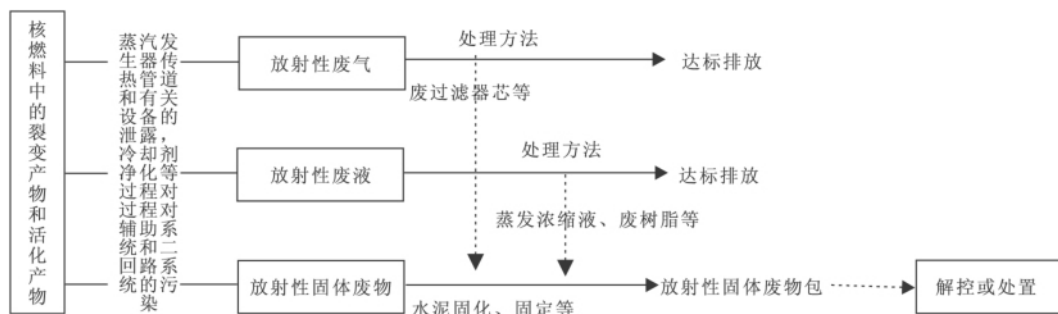 核燃料中的裂变产物和活化产物
蒸汽发
生器传
热管道
和有关
设备的
泄露，
冷却剂
净化等
过程对
过程对
辅助系
统和二
回路系
统的污
染
放射性废气
处理方法
达标排放
废过滤器芯等
放射性废液
处理方法
达标排放
蒸发浓缩液、废树脂等
放射性固体废物
水泥固化、固定等
放射性固体废物包
解控或处置